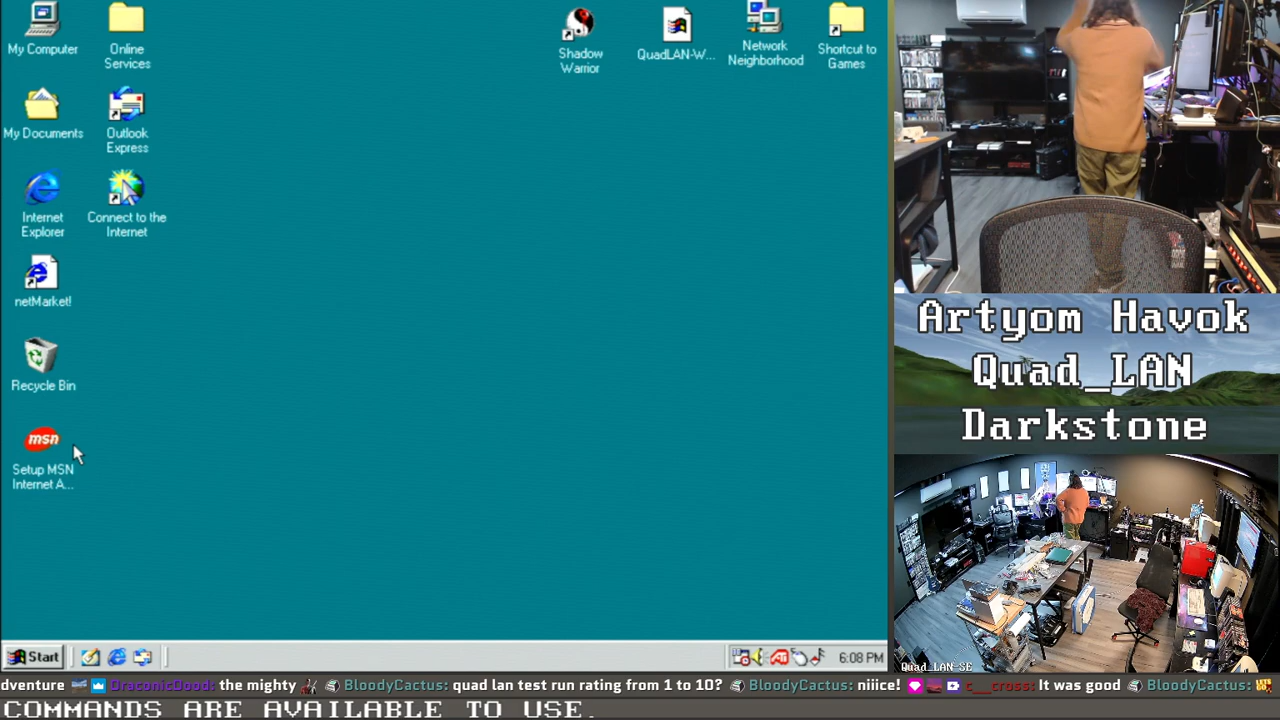 My Computer
Online
Services
Shadow
Warrior
QuadLAN-W...
Network
Neighborhood
Shortcut to
Games
My Documents
Outlook
Express
Internet
Explorer
Connect to the
Internet
netMarket!
Recycle Bin
msn
Setup MSN
Internet A...
Start
6:08 PM
Artyom Havok
Quad_LAN
Darkstone
Quad_LAN-SE
dventure DraconicDood: the mighty BloodyCactus: quad lan test run rating from 1 to 10? BloodyCactus: niiice! c__cross: It was good BloodyCactus:
COMMANDS ARE AVAILABLE TO USE.